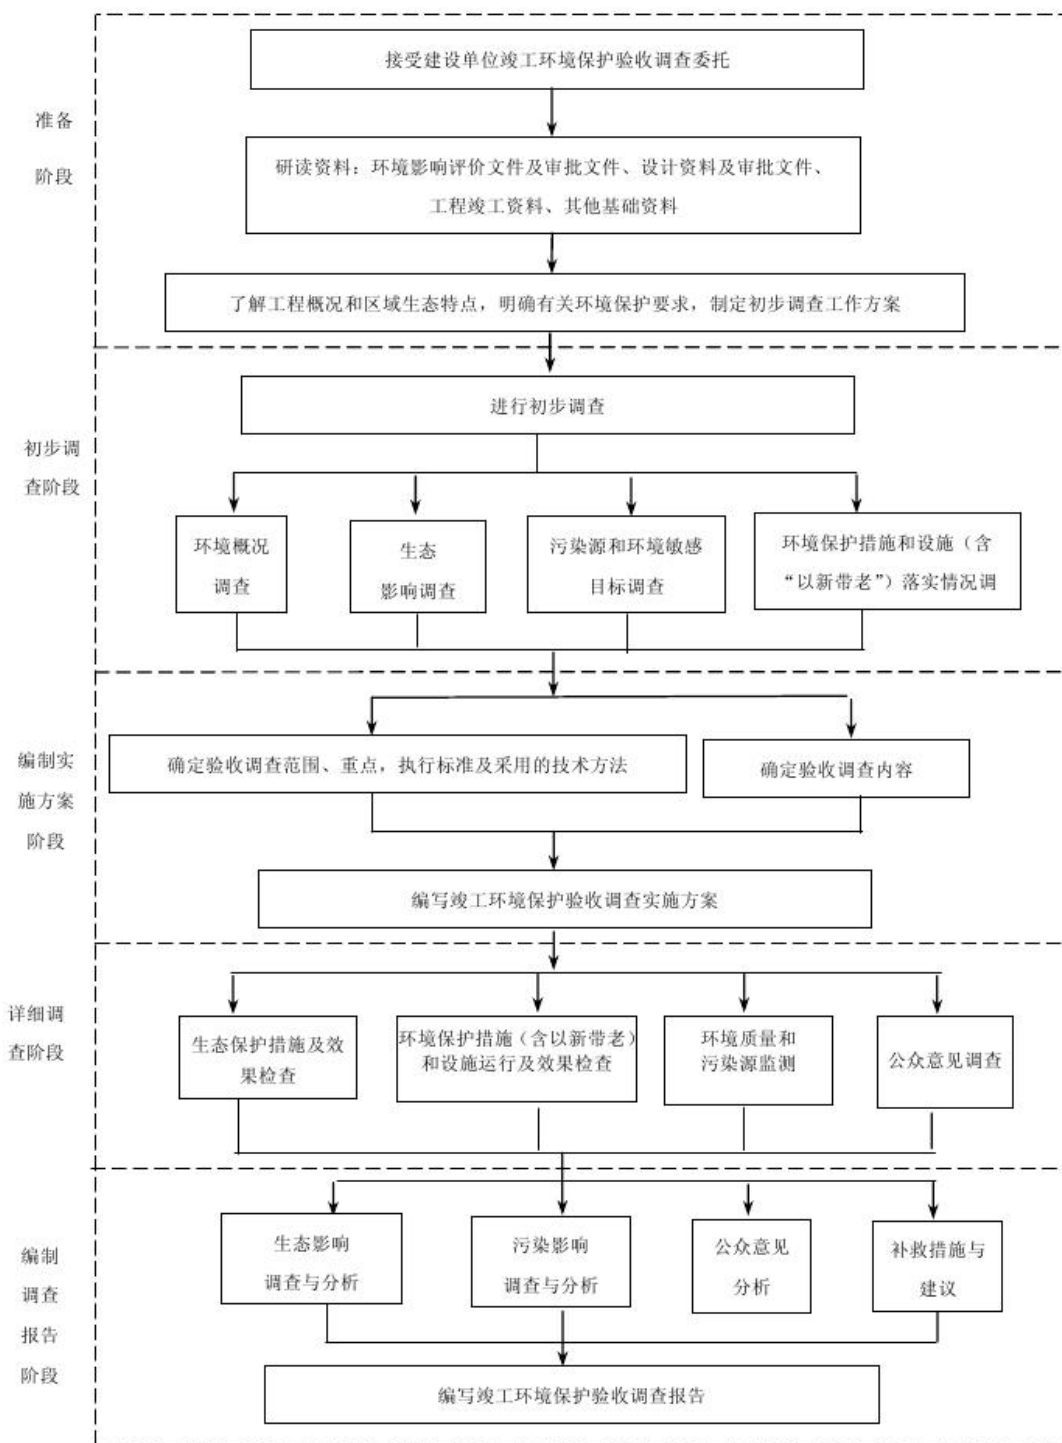 准备
阶段
接受建设单位竣工环境保护验收调查委托
研读资料：环境影响评价文件及审批文件、设计资料及审批文件、
工程竣工资料、其他基础资料
了解工程概况和区域生态特点，明确有关环境保护要求，制定初步调查工作方案
初步调
查阶段
进行初步调查
环境概况
调查
生态
影响调查
污染源和环境敏感
目标调查
环境保护措施和设施（含
“以新带老”）落实情况调
编制实
施方案
阶段
确定验收调查范围、重点，执行标准及采用的技术方法
确定验收调查内容
编写竣工环境保护验收调查实施方案
详细调
查阶段
生态保护措施及效
果检查
环境保护措施（含以新带老）
和设施运行及效果检查
环境质量和
污染源监测
公众意见调查
编制
调查
报告
阶段
生态影响
调查与分析
污染影响
调查与分析
公众意见
分析
补救措施与
建议
编写竣工环境保护验收调查报告